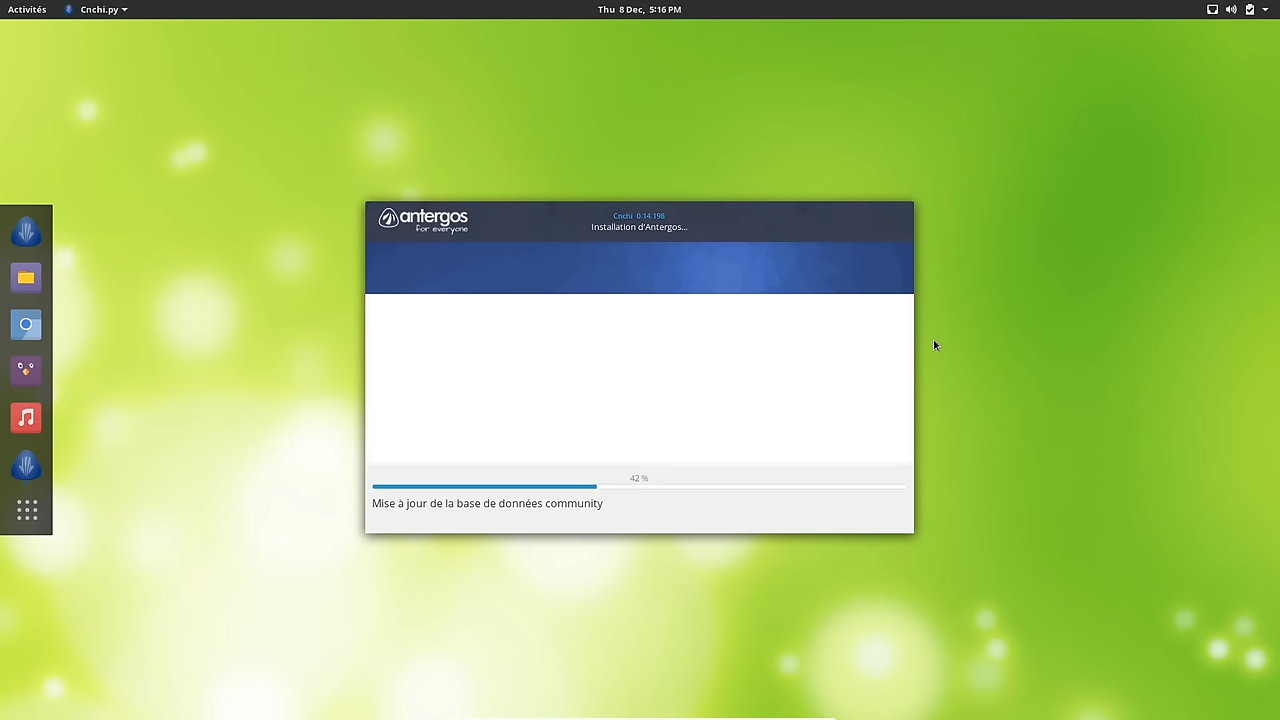 Activités
Cnchi.py
Thu 8 Dec, 5:16 PM
antergos
for everyone
Cnchi 0.14.198
Installation d'Antergos...
42 %
Mise à jour de la base de données community